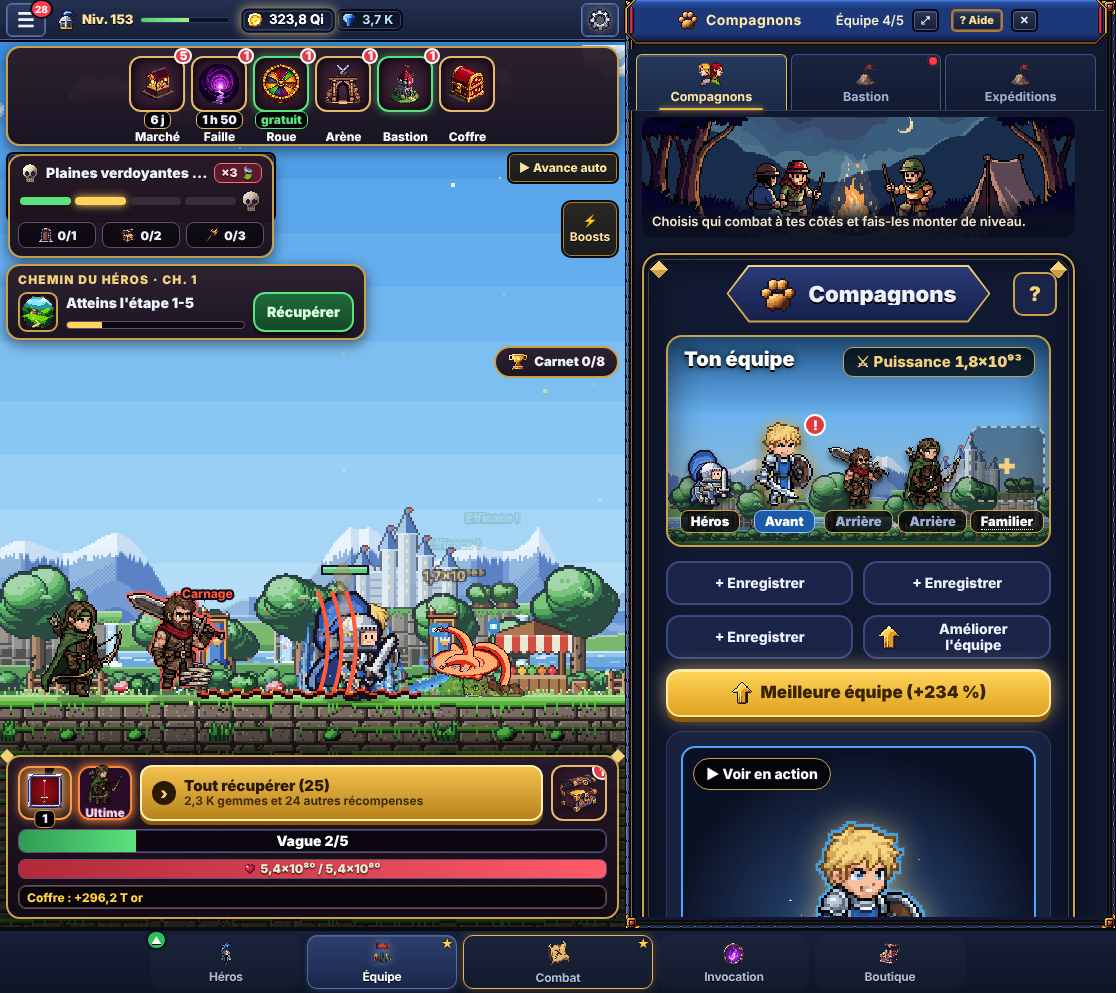 28
Niv. 153
323,8 Qi
3,7 K
5
1
1
1
1
6 j
1 h 50
gratuit
Marché
Faille
Roue
Arène
Bastion
Coffre
Plaines verdoyantes ...
×3
0/1
0/2
0/3
Avance auto
Boosts
CHEMIN DU HÉROS · CH. 1
Atteins l'étape 1-5
Récupérer
Carnet 0/8
Carnage
Ultime
1
Tout récupérer (25)
2,3 K gemmes et 24 autres récompenses
Vague 2/5
5,4×10⁸⁰ / 5,4×10⁸⁰
Coffre : +296,2 T or
Compagnons
Équipe 4/5
? Aide
×
Compagnons
Bastion
Expéditions
Choisis qui combat à tes côtés et fais-les monter de niveau.
Compagnons
?
Ton équipe
Puissance 1,8×10⁹³
!
+
Héros
Avant
Arrière
Arrière
Familier
+ Enregistrer
+ Enregistrer
+ Enregistrer
Améliorer
l'équipe
Meilleure équipe (+234 %)
Voir en action
Héros
Équipe
Combat
Invocation
Boutique